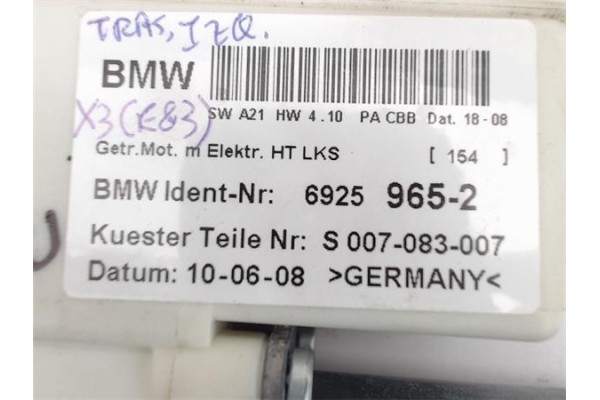 TRAS, IZQ.
BMW
X3 (E83)
SW A21 HW 4.10 PA CBB Dat. 18-08
Getr.Mot. m Elektr. HT LKS [ 154 ]
BMW Ident-Nr: 6925 965-2
Kuester Teile Nr: S 007-083-007
Datum: 10-06-08 >GERMANY<